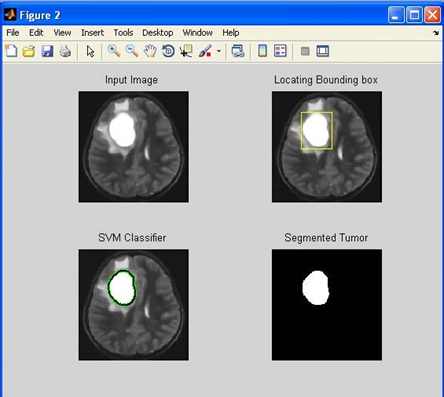 Figure 2
File Edit View Insert Tools Desktop Window Help
Input Image
Locating Bounding box
SVM Classifier
Segmented Tumor